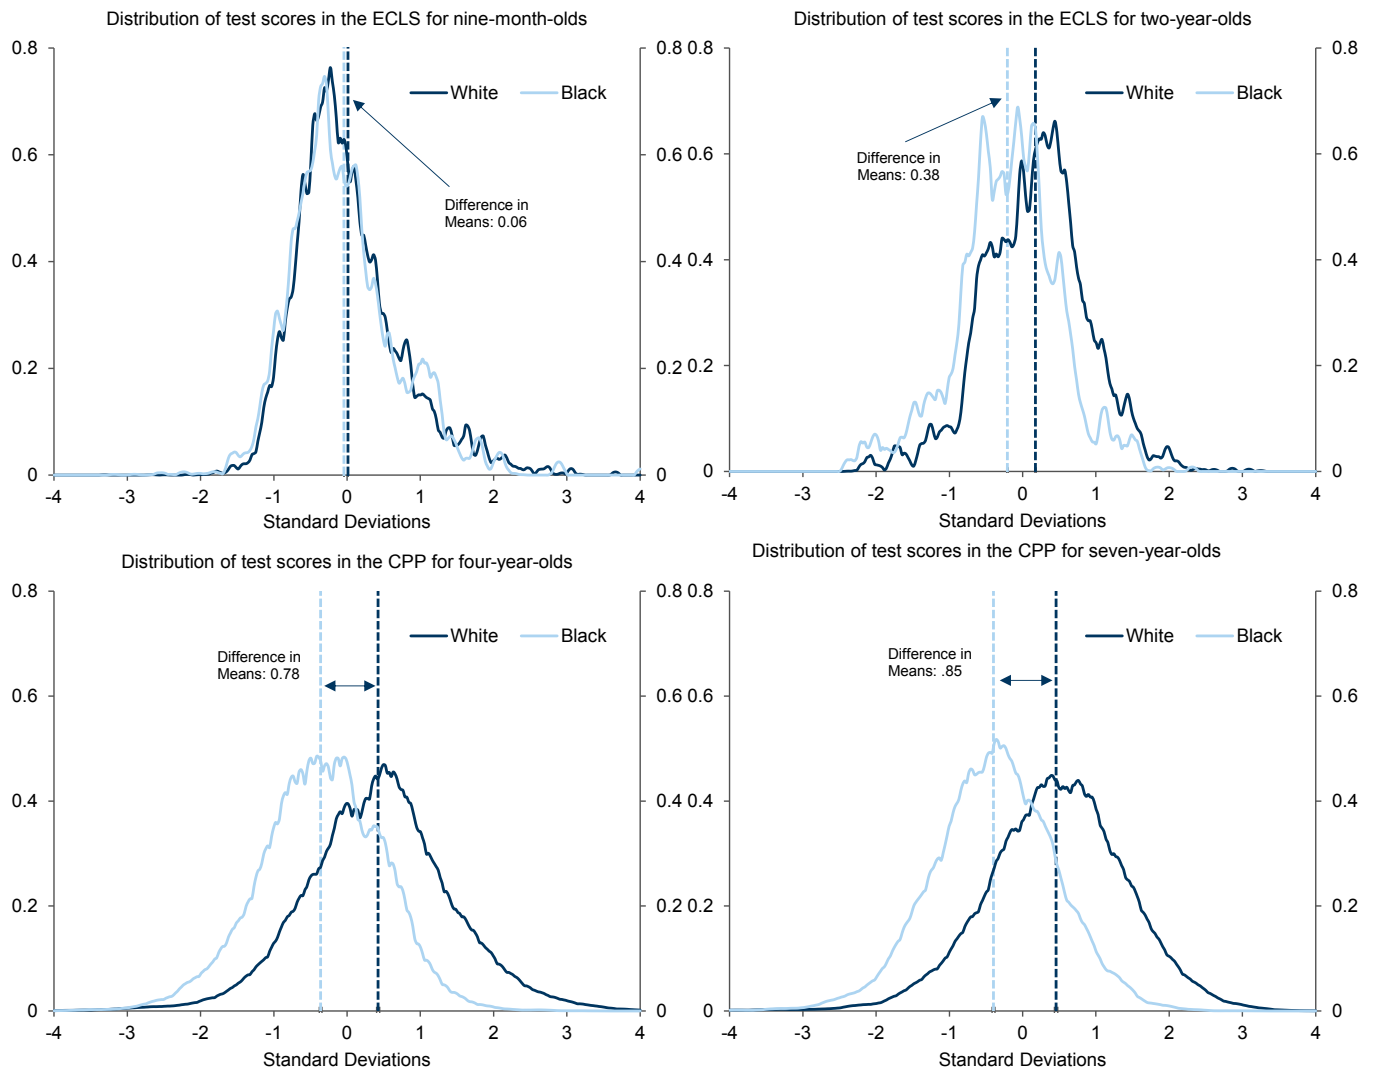 Distribution of test scores in the ECLS for nine-month-olds
0.8
0.6
0.4
0.2
0
0.8
0.6
0.4
0.2
0
White
Black
Difference in
Means: 0.06
-4 -3 -2 -1 0 1 2 3 4
Standard Deviations
Distribution of test scores in the ECLS for two-year-olds
0.8
0.6
0.4
0.2
0
0.8
0.6
0.4
0.2
0
White
Black
Difference in
Means: 0.38
-4 -3 -2 -1 0 1 2 3 4
Standard Deviations
Distribution of test scores in the CPP for four-year-olds
0.8
0.6
0.4
0.2
0
0.8
0.6
0.4
0.2
0
White
Black
Difference in
Means: 0.78
-4 -3 -2 -1 0 1 2 3 4
Standard Deviations
Distribution of test scores in the CPP for seven-year-olds
0.8
0.6
0.4
0.2
0
0.8
0.6
0.4
0.2
0
White
Black
Difference in
Means: .85
-4 -3 -2 -1 0 1 2 3 4
Standard Deviations